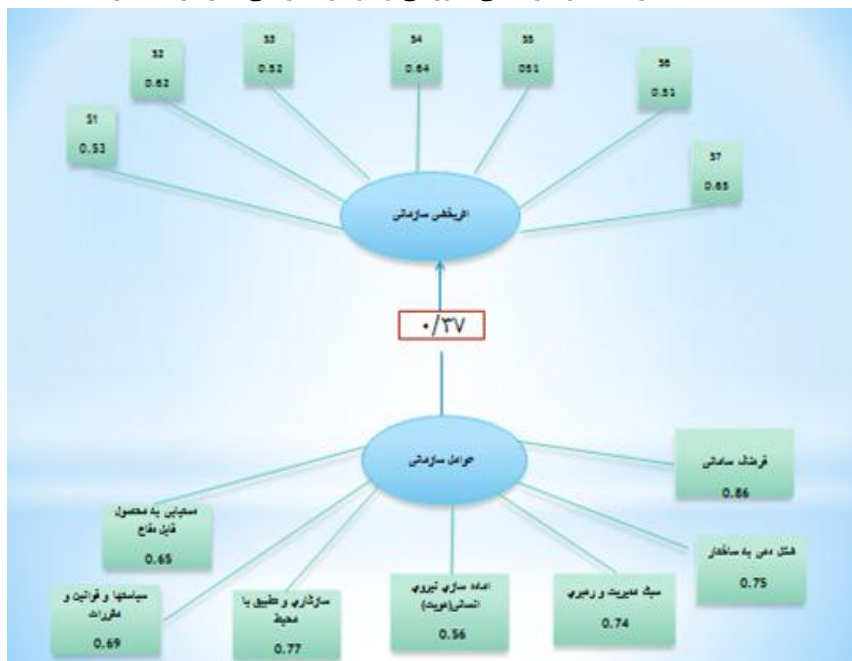 S1
0.53
S2
0.62
S3
0.52
S4
0.64
S5
051
S6
0.51
S7
0.65
اثربخشی سازمانی
۰/۳۷
عوامل سازمانی
دستیابی به محصول
قابل دفاع
0.65
سیاستها و قوانین و
مقررات
0.69
سازگاری و تطبیق با
محیط
0.77
اماده سازی نیروی
انسانی(هویت)
0.56
سبک مدیریت و رهبری
0.74
شکل دهی به ساختار
0.75
فرهنگ سامانی
0.86